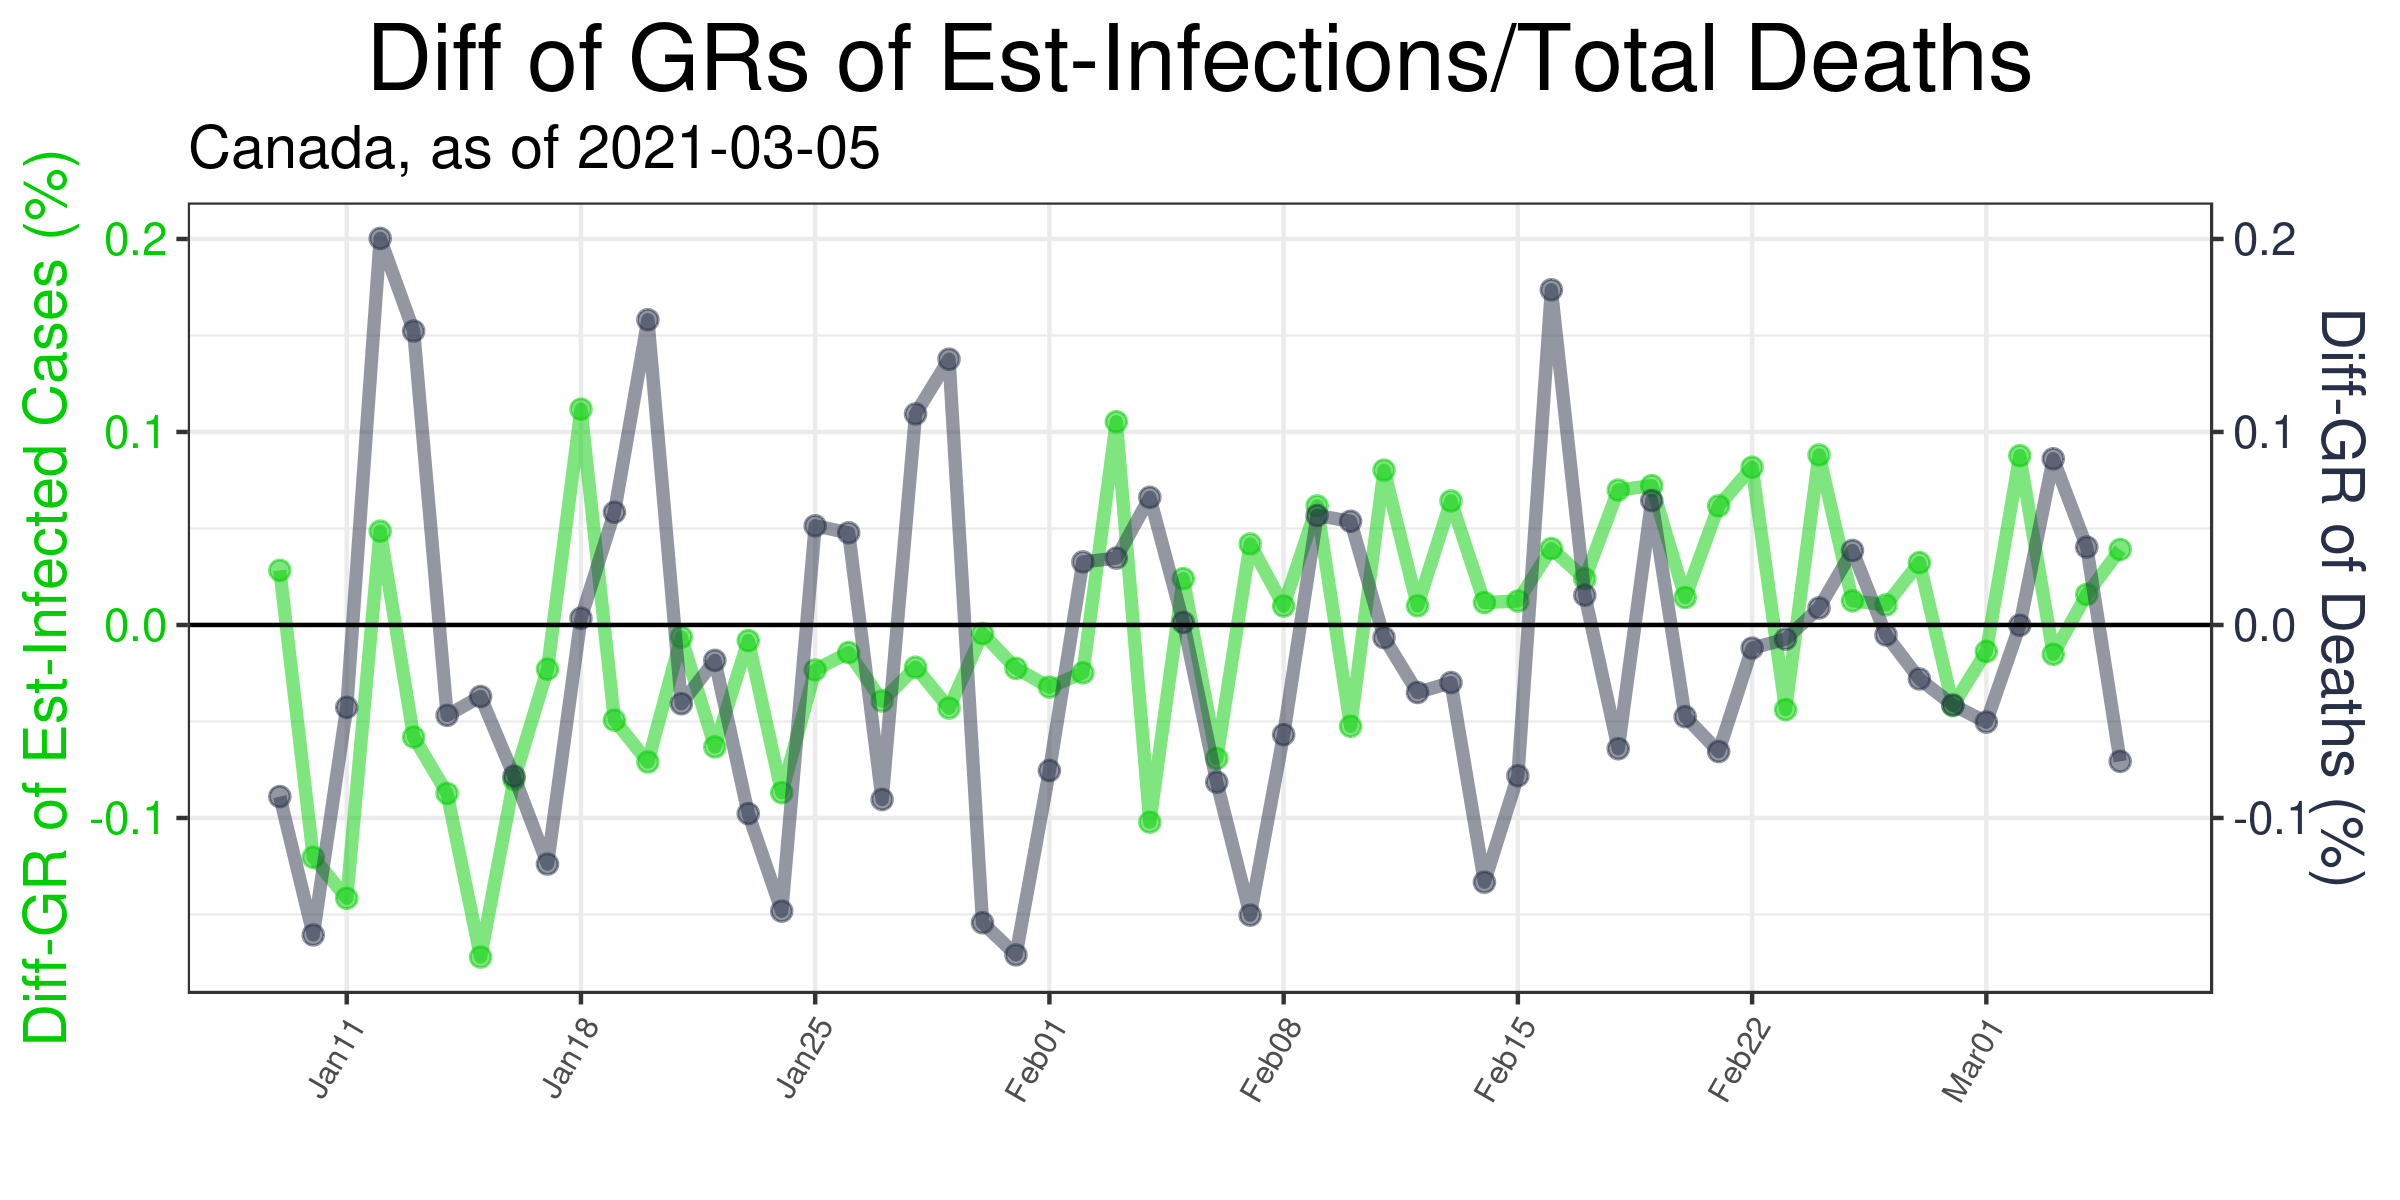 Diff of GRs of Est-Infections/Total Deaths
Canada, as of 2021-03-05
Diff-GR of Est-Infected Cases (%)
0.2
0.1
0.0
-0.1
0.2
0.1
0.0
-0.1
Diff-GR of Deaths (%)
Jan11
Jan18
Jan25
Feb01
Feb08
Feb15
Feb22
Mar01